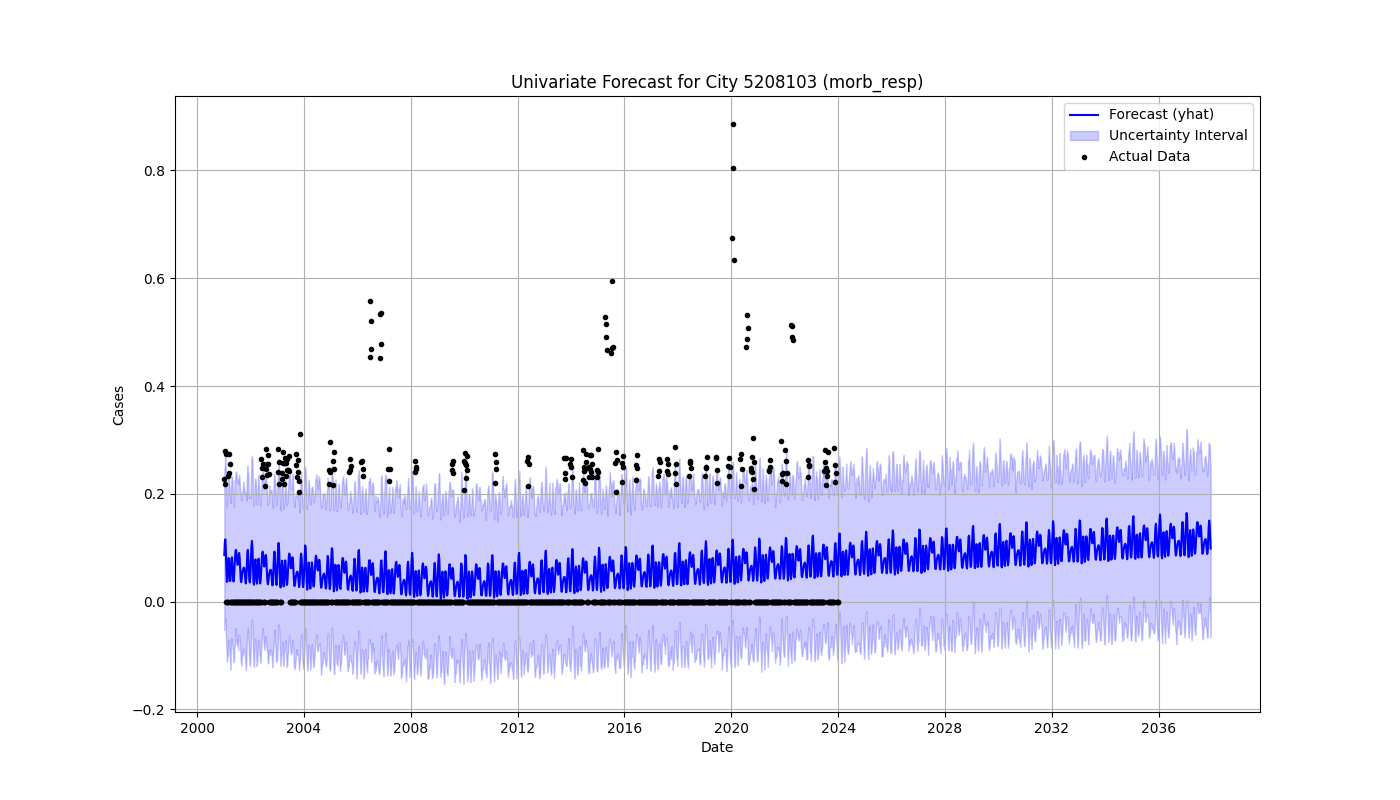 Univariate Forecast for City 5208103 (morb_resp)
Forecast (yhat)
Uncertainty Interval
Actual Data
Cases
0.8
0.6
0.4
0.2
0.0
−0.2
2000 2004 2008 2012 2016 2020 2024 2028 2032 2036
Date